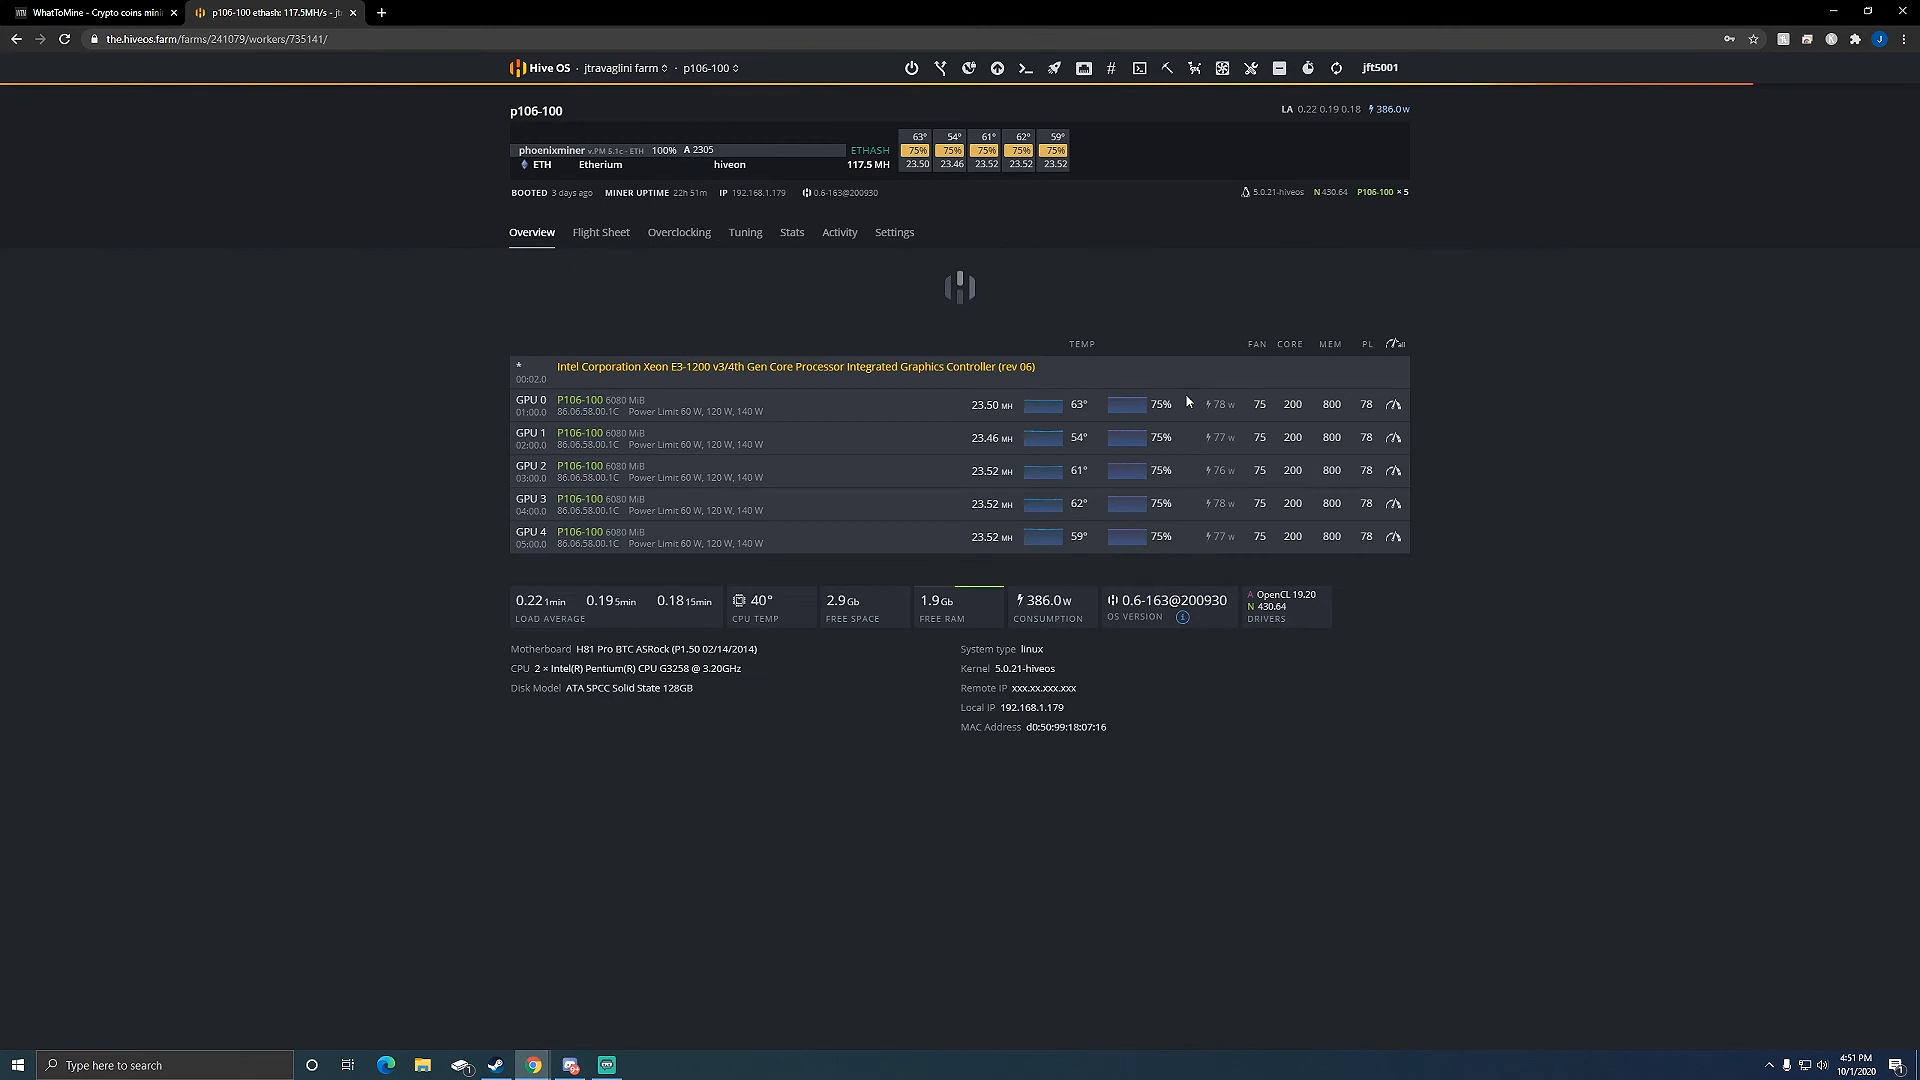 WhatToMine - Crypto coins mini
p106-100 ethash: 117.5MH/s - jt
the.hiveos.farm/farms/241079/workers/735141/
Hive OS · jtravaglini farm · p106-100
jft5001
p106-100
LA 0.22 0.19 0.18 386.0 W
63° 54° 61° 62° 59°
phoenixminer v.PM 5.1c - ETH 100% A 2305 ETHASH 75% 75% 75% 75% 75%
ETH Etherium hiveon 117.5 MH 23.50 23.46 23.52 23.52 23.52
BOOTED 3 days ago MINER UPTIME 22h 51m IP 192.168.1.179 0.6-163@200930 5.0.21-hiveos N 430.64 P106-100 × 5
Overview Flight Sheet Overclocking Tuning Stats Activity Settings
TEMP FAN CORE MEM PL all
* Intel Corporation Xeon E3-1200 v3/4th Gen Core Processor Integrated Graphics Controller (rev 06)
00:02.0
GPU 0 P106-100 6080 MiB 23.50 MH 63° 75% 78 W 75 200 800 78
01:00.0 86.06.58.00.1C Power Limit 60 W, 120 W, 140 W
GPU 1 P106-100 6080 MiB 23.46 MH 54° 75% 77 W 75 200 800 78
02:00.0 86.06.58.00.1C Power Limit 60 W, 120 W, 140 W
GPU 2 P106-100 6080 MiB 23.52 MH 61° 75% 76 W 75 200 800 78
03:00.0 86.06.58.00.1C Power Limit 60 W, 120 W, 140 W
GPU 3 P106-100 6080 MiB 23.52 MH 62° 75% 78 W 75 200 800 78
04:00.0 86.06.58.00.1C Power Limit 60 W, 120 W, 140 W
GPU 4 P106-100 6080 MiB 23.52 MH 59° 75% 77 W 75 200 800 78
05:00.0 86.06.58.00.1C Power Limit 60 W, 120 W, 140 W
0.22 1min 0.19 5min 0.18 15min
LOAD AVERAGE
40°
CPU TEMP
2.9 Gb
FREE SPACE
1.9 Gb
FREE RAM
386.0 W
CONSUMPTION
0.6-163@200930
OS VERSION i
A OpenCL 19.20
N 430.64
DRIVERS
Motherboard H81 Pro BTC ASRock (P1.50 02/14/2014)
CPU 2 × Intel(R) Pentium(R) CPU G3258 @ 3.20GHz
Disk Model ATA SPCC Solid State 128GB
System type linux
Kernel 5.0.21-hiveos
Remote IP xxx.xx.xxx.xxx
Local IP 192.168.1.179
MAC Address d0:50:99:18:07:16
Type here to search
4:51 PM
10/1/2020